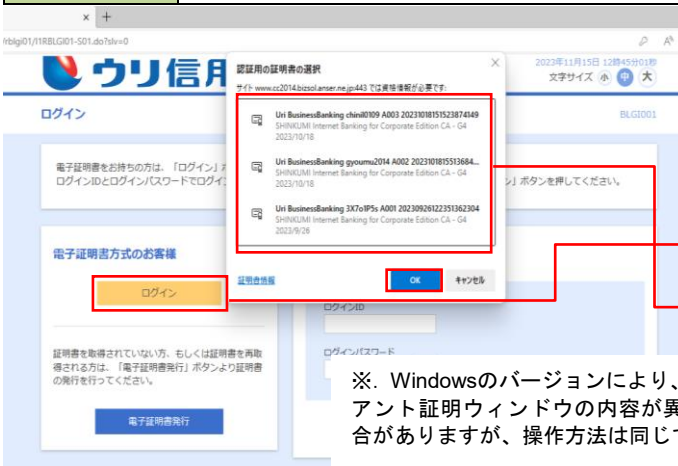 × +
/rblgi01/I1RBLGI01-S01.do?slv=0
ウリ信用
2023年11月15日 12時45分01秒
文字サイズ 小 中 大
ログイン
BLGI001
電子証明書をお持ちの方は、「ログイン」
ログインIDとログインパスワードでログイ
」ボタンを押してください。
認証用の証明書の選択
サイト www.cc2014.bizsol.anser.ne.jp:443 では資格情報が必要です:
Uri BusinessBanking chinil0109 A003 20231018151523874149
SHINKUMI Internet Banking for Corporate Edition CA - G4
2023/10/18
Uri BusinessBanking gyoumu2014 A002 2023101815513684...
SHINKUMI Internet Banking for Corporate Edition CA - G4
2023/10/18
Uri BusinessBanking 3X7o1P5s A001 20230926122351362304
SHINKUMI Internet Banking for Corporate Edition CA - G4
2023/9/26
証明書情報
OK
キャンセル
電子証明書方式のお客様
ログイン
証明書を取得されていない方、もしくは証明書を再取
得される方は、「電子証明書発行」ボタンより証明書
の発行を行ってください。
電子証明書発行
ログインID
ログインパスワード
※. Windowsのバージョンにより、
アント証明ウィンドウの内容が異
合がありますが、操作方法は同じ